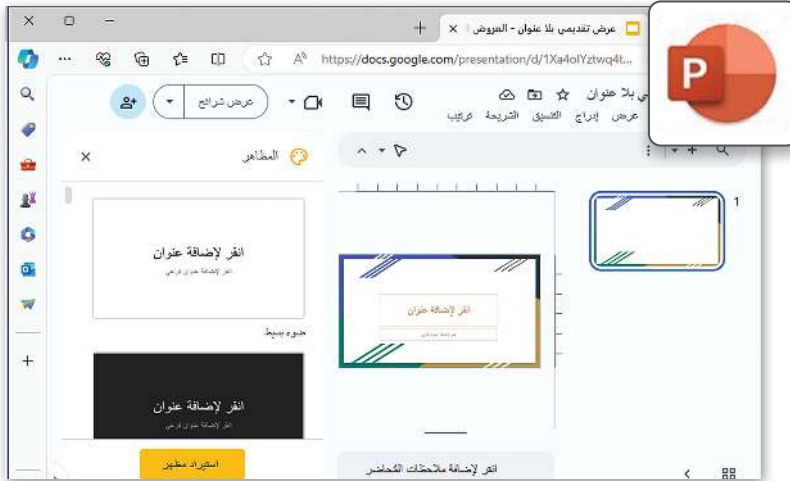 عرض تقديمي بلا عنوان - العروض
https://docs.google.com/presentation/d/1Xa4olYztwq4t...
ي بلا عنوان
عرض شرائح
عرض إدراج التنسيق الشريحة ترتيب
المظاهر
1
انقر لإضافة عنوان
انقر لإضافة عنوان فرعي
ضوء بسيط
انقر لإضافة عنوان
انقر لإضافة عنوان فرعي
انقر لإضافة عنوان
استيراد مظهر
انقر لإضافة ملاحظات المُحاضر
P